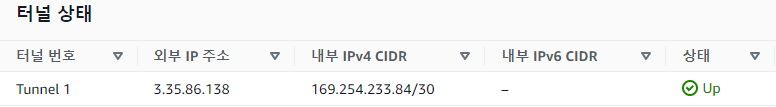 터널 상태
터널 번호 외부 IP 주소 내부 IPv4 CIDR 내부 IPv6 CIDR 상태
Tunnel 1 3.35.86.138 169.254.233.84/30 – Up